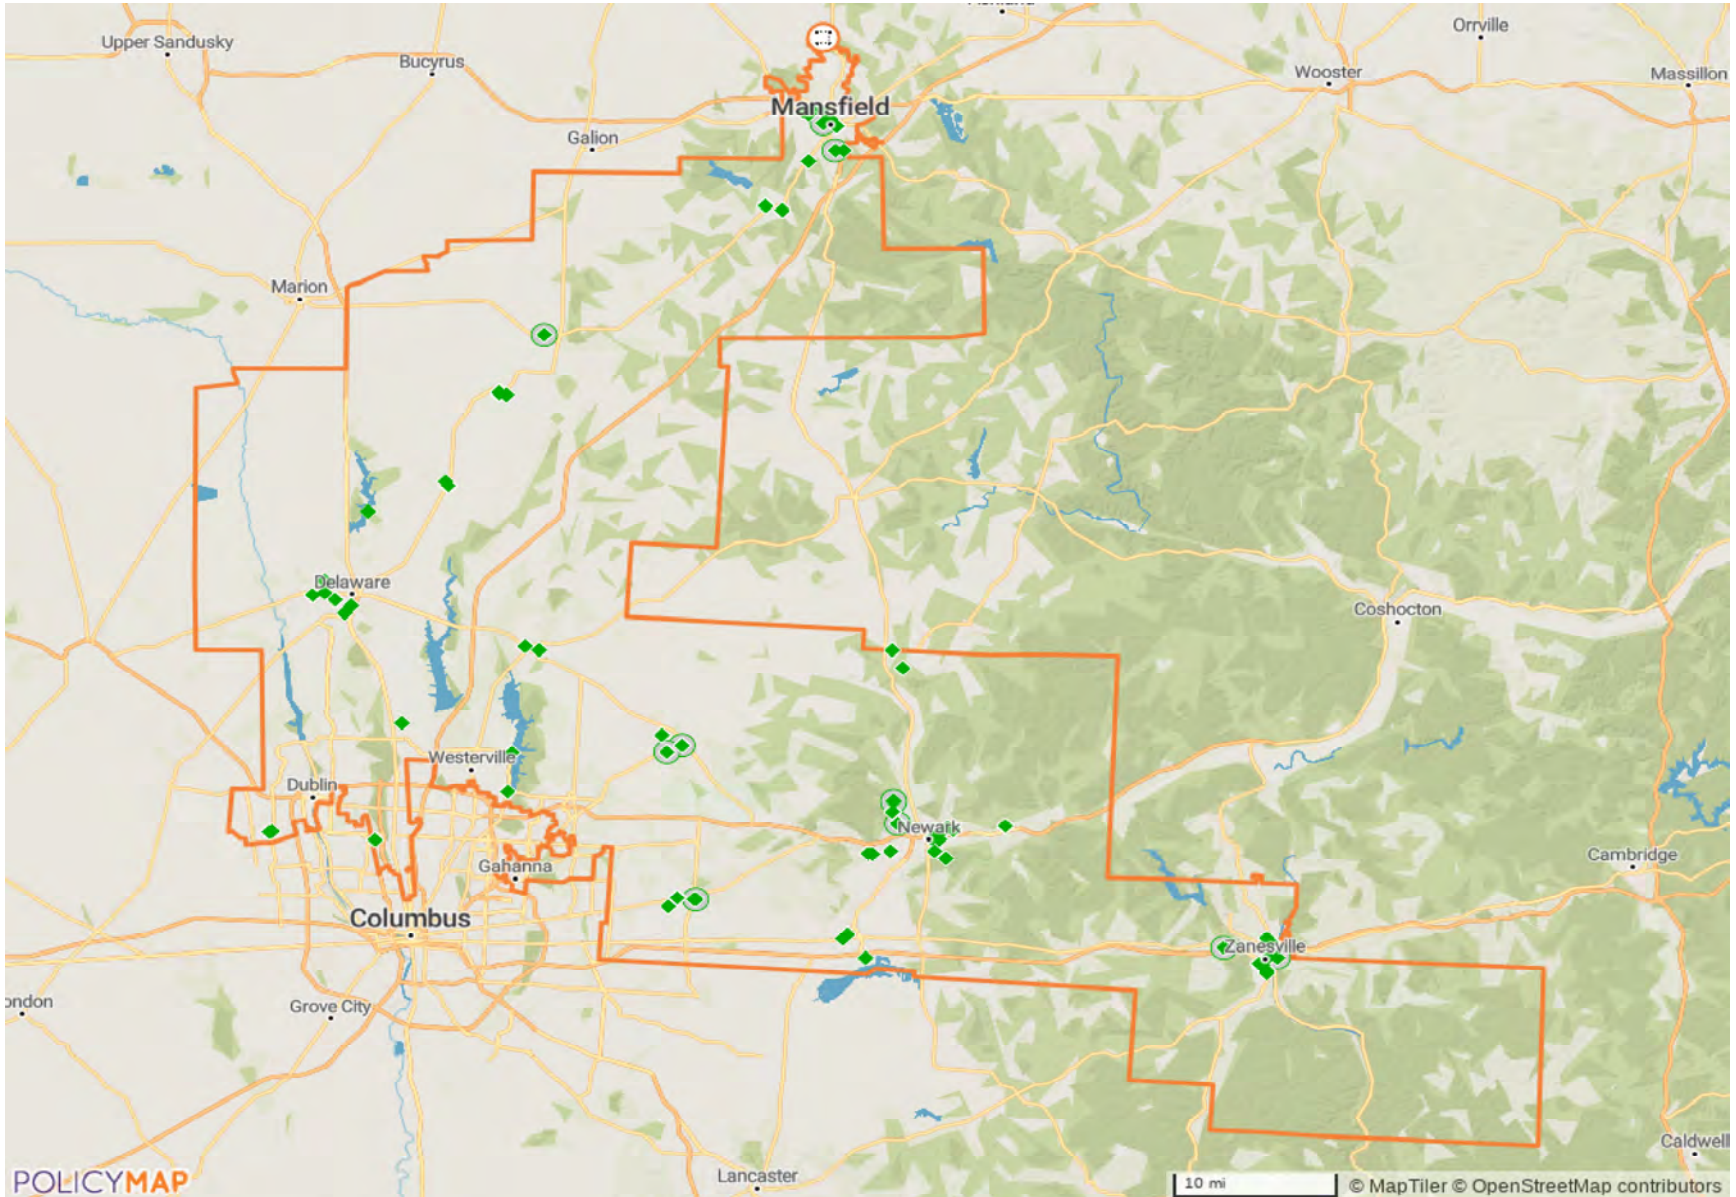 Ashland
Orrville
Upper Sandusky
Bucyrus
Wooster
Massillon
Mansfield
Galion
Marion
Delaware
Coshocton
Westerville
Dublin
Newark
Gahanna
Cambridge
Columbus
Zanesville
ondon
Grove City
Caldwell
Lancaster
POLICYMAP
10 mi
© MapTiler © OpenStreetMap contributors